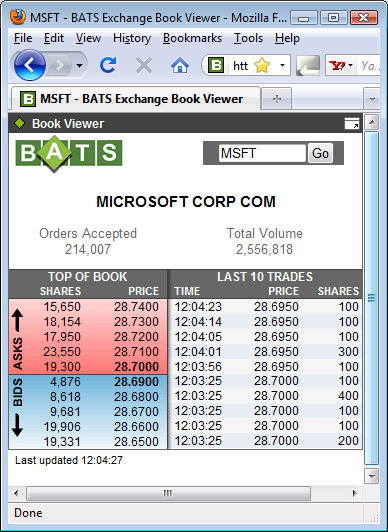 MSFT - BATS Exchange Book Viewer - Mozilla F...
File Edit View History Bookmarks Tools Help
B htt Y! Ya.
B MSFT - BATS Exchange Book Viewer
Book Viewer
BATS MSFT Go
MICROSOFT CORP COM
Orders Accepted Total Volume
214,007 2,556,818
TOP OF BOOK LAST 10 TRADES
SHARES PRICE TIME PRICE SHARES
ASKS
15,650 28.7400 12:04:23 28.6950 100
18,154 28.7300 12:04:14 28.6950 100
17,950 28.7200 12:04:05 28.6950 100
23,550 28.7100 12:04:01 28.6950 300
19,300 28.7000 12:03:56 28.6950 100
BIDS
4,876 28.6900 12:03:25 28.7000 100
8,618 28.6800 12:03:25 28.7000 400
9,681 28.6700 12:03:25 28.7000 100
19,906 28.6600 12:03:25 28.7000 100
19,331 28.6500 12:03:25 28.7000 200
Last updated 12:04:27
Done